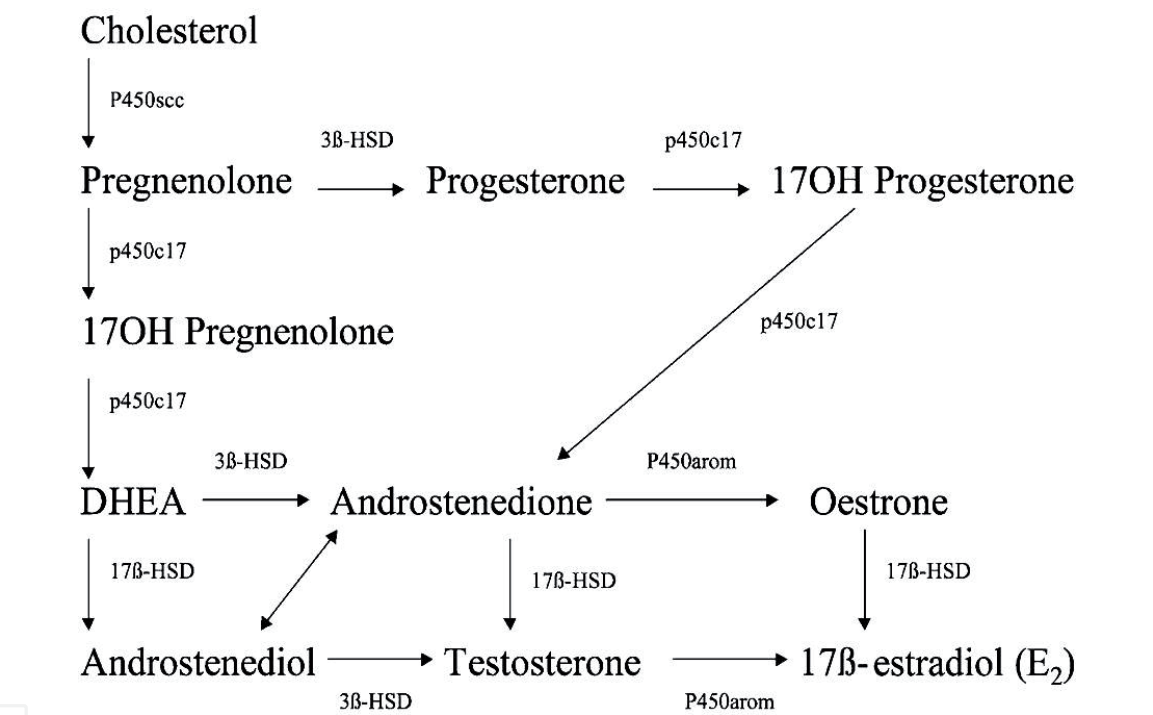 Cholesterol
P450scc
3ß-HSD
p450c17
Pregnenolone
Progesterone
17OH Progesterone
p450c17
17OH Pregnenolone
p450c17
p450c17
3ß-HSD
P450arom
DHEA
Androstenedione
Oestrone
17ß-HSD
17ß-HSD
17ß-HSD
Androstenediol
Testosterone
17ß-estradiol (E₂)
3ß-HSD
P450arom